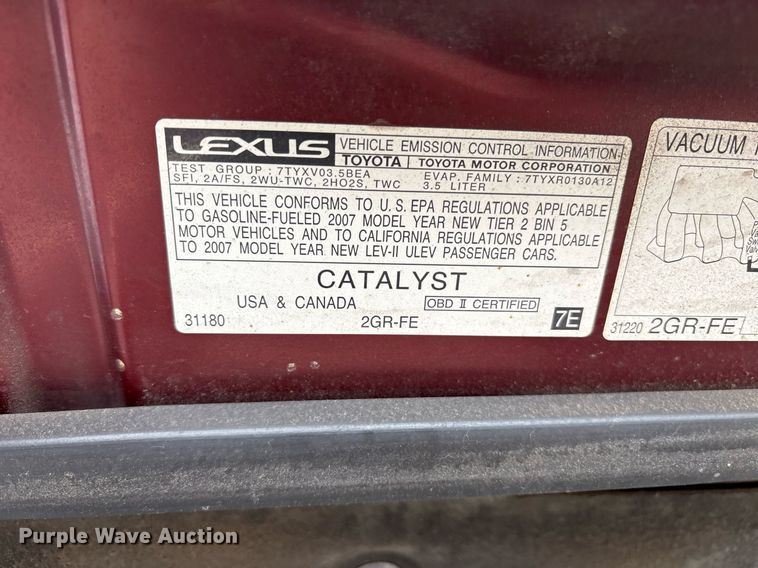 LEXUS VEHICLE EMISSION CONTROL INFORMATION
TOYOTA TOYOTA MOTOR CORPORATION
TEST GROUP : 7TYXV03.5BEA EVAP. FAMILY : 7TYXR0130A12
SFI, 2A/FS, 2WU-TWC, 2HO2S, TWC 3.5 LITER
THIS VEHICLE CONFORMS TO U.S. EPA REGULATIONS APPLICABLE
TO GASOLINE-FUELED 2007 MODEL YEAR NEW TIER 2 BIN 5
MOTOR VEHICLES AND TO CALIFORNIA REGULATIONS APPLICABLE
TO 2007 MODEL YEAR NEW LEV-II ULEV PASSENGER CARS.
CATALYST
USA & CANADA OBD II CERTIFIED
31180 2GR-FE 7E
VACUUM
31220 2GR-FE
Purple Wave Auction